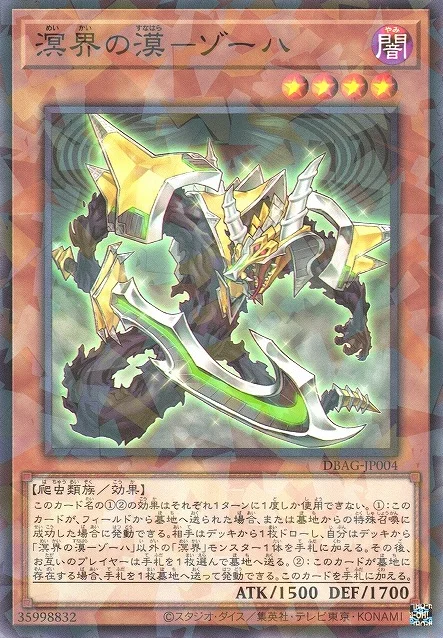 溟界の漠－ゾーハ
闇
DBAG-JP004
【爬虫類族／効果】
このカード名の①②の効果はそれぞれ1ターンに1度しか使用できない。①：この
カードが、フィールドから墓地へ送られた場合、または墓地からの特殊召喚に
成功した場合に発動できる。相手はデッキから1枚ドローし、自分はデッキから
「溟界の漠－ゾーハ」以外の「溟界」モンスター1体を手札に加える。その後、
お互いのプレイヤーは手札を1枚選んで墓地へ送る。②：このカードが墓地に
存在する場合、手札を1枚墓地へ送って発動できる。このカードを手札に加える。
ATK/1500 DEF/1700
35998832
©スタジオ・ダイス／集英社・テレビ東京・KONAMI